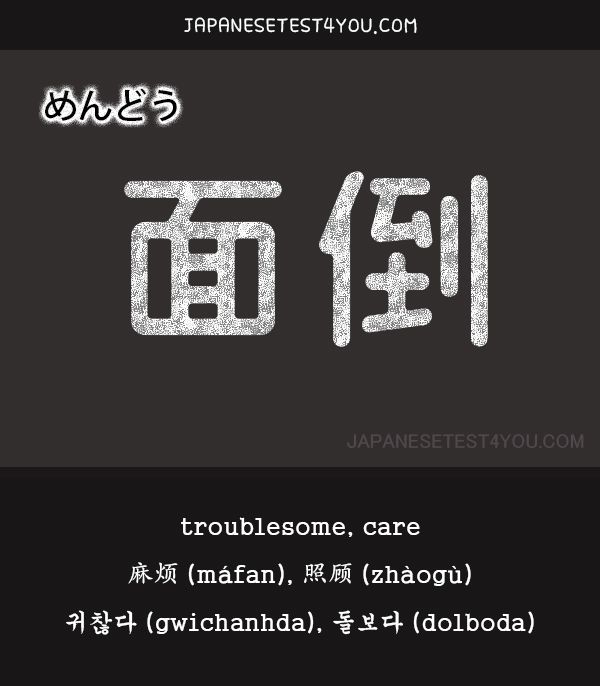 JAPANESETEST4YOU.COM
めんどう
面倒
JAPANESETEST4YOU.COM
troublesome, care
麻烦 (máfan), 照顾 (zhàogù)
귀찮다 (gwichanhda), 돌보다 (dolboda)